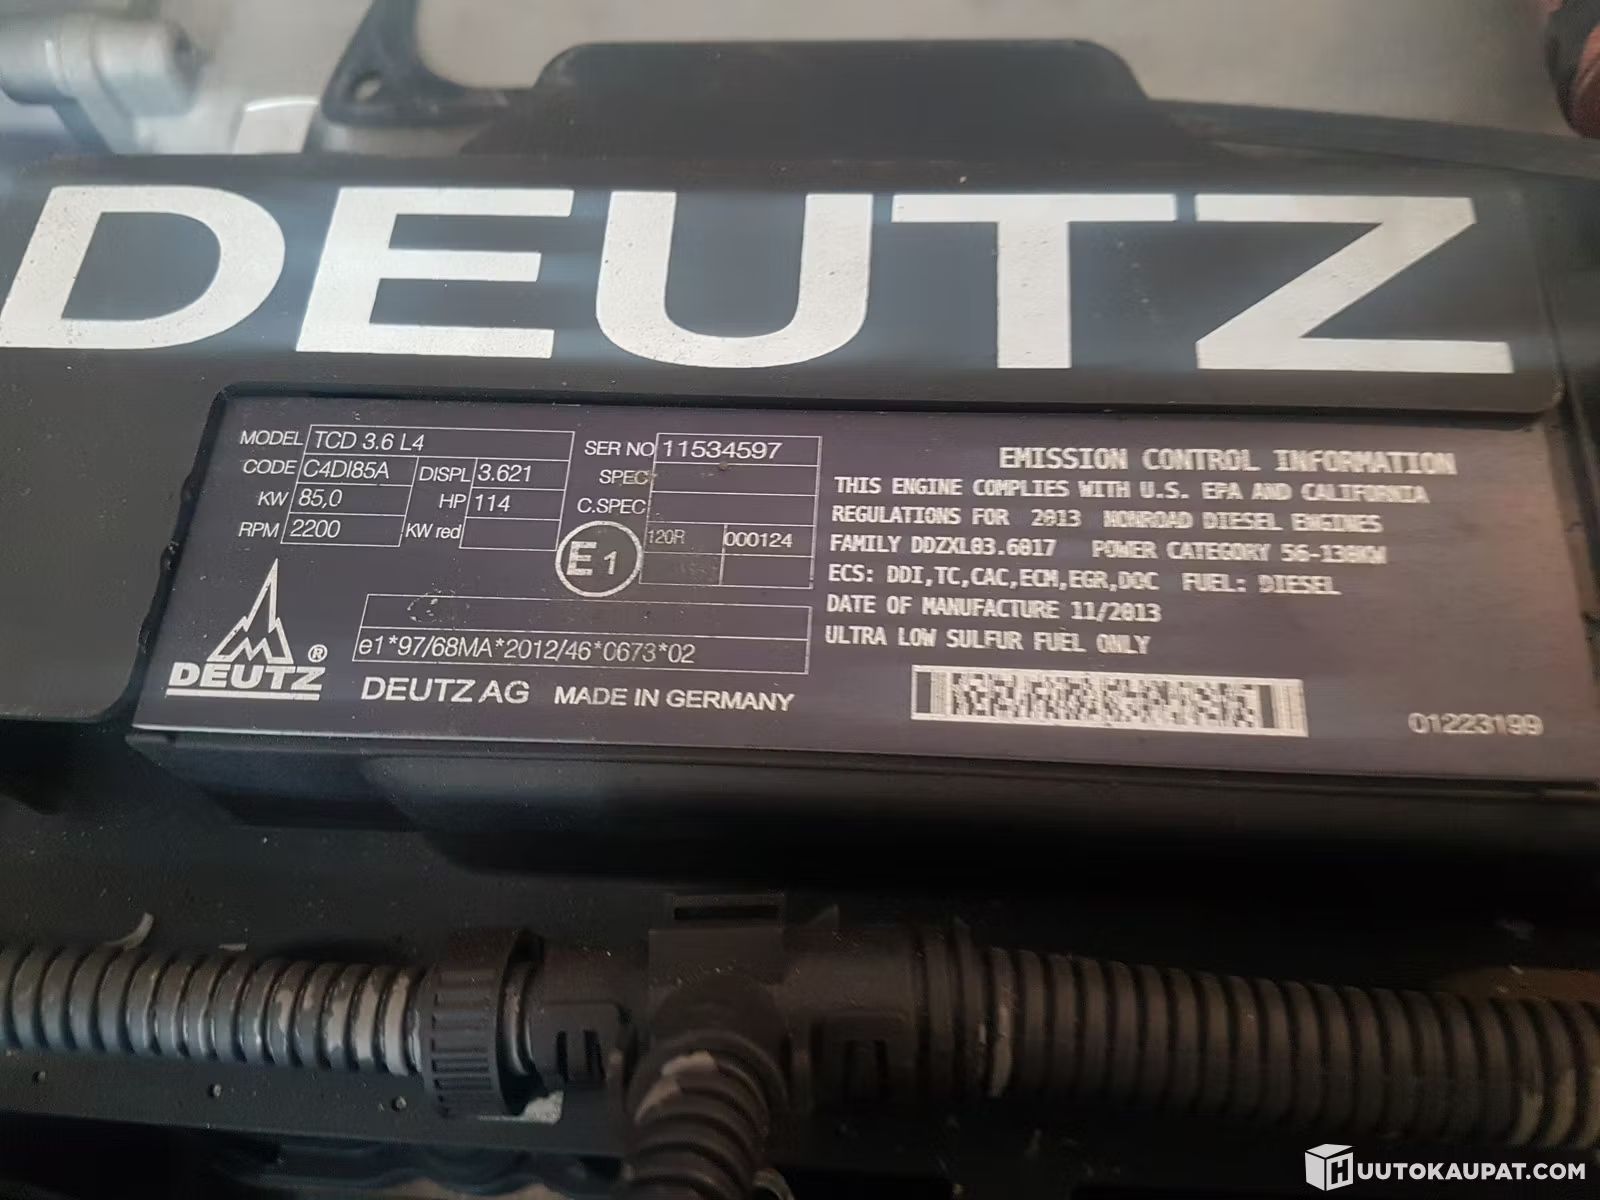 DEUTZ
MODEL TCD 3.6 L4
CODE C4DI85A DISPL 3.621
KW 85,0 HP 114
RPM 2200 KW red
SER NO 11534597
SPEC
C.SPEC
E1 120R 000124
e1*97/68MA*2012/46*0673*02
DEUTZ®
DEUTZ AG MADE IN GERMANY
EMISSION CONTROL INFORMATION
THIS ENGINE COMPLIES WITH U.S. EPA AND CALIFORNIA
REGULATIONS FOR 2013 NONROAD DIESEL ENGINES
FAMILY DDZXL03.6017 POWER CATEGORY 56-130KW
ECS: DDI,TC,CAC,ECM,EGR,DOC FUEL: DIESEL
DATE OF MANUFACTURE 11/2013
ULTRA LOW SULFUR FUEL ONLY
01223199
HUUTOKAUPAT.COM